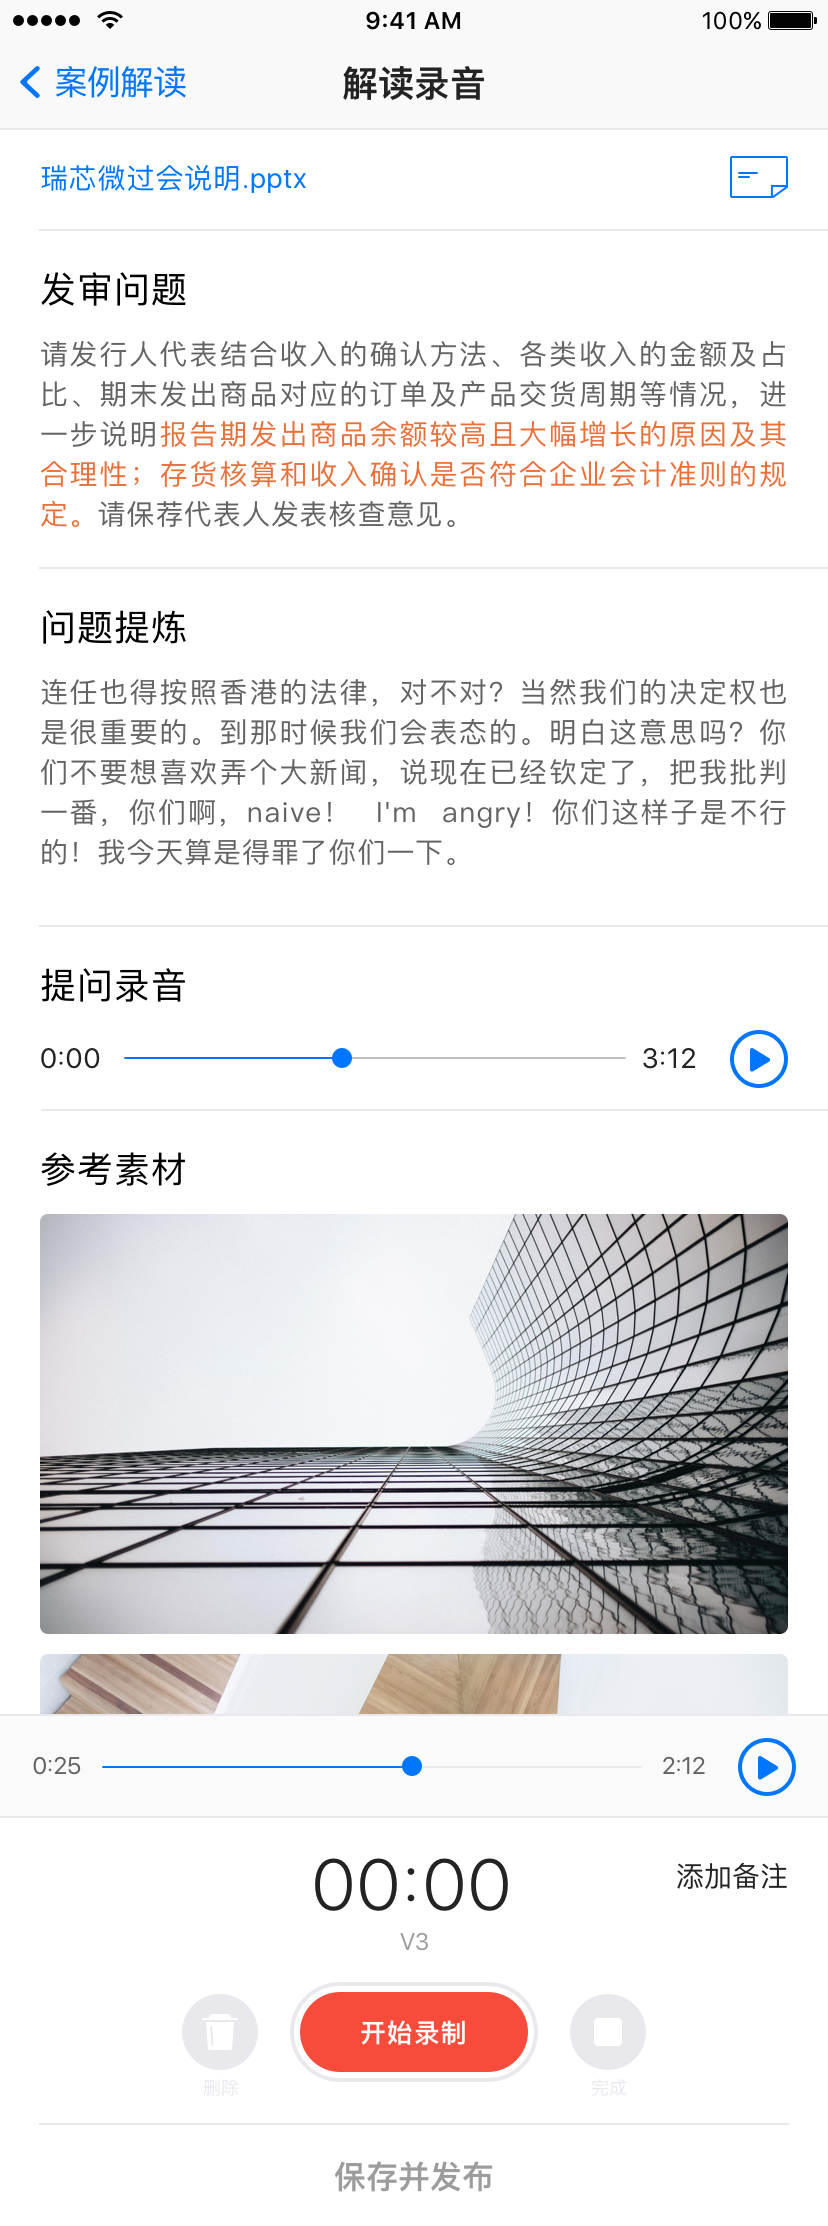 9:41 AM
100%
案例解读
解读录音
瑞芯微过会说明.pptx
发审问题
请发行人代表结合收入的确认方法、各类收入的金额及占
比、期末发出商品对应的订单及产品交货周期等情况，进
一步说明报告期发出商品余额较高且大幅增长的原因及其
合理性；存货核算和收入确认是否符合企业会计准则的规
定。请保荐代表人发表核查意见。
问题提炼
连任也得按照香港的法律，对不对？当然我们的决定权也
是很重要的。到那时候我们会表态的。明白这意思吗？你
们不要想喜欢弄个大新闻，说现在已经钦定了，把我批判
一番，你们啊，naive！ I'm angry！你们这样子是不行
的！我今天算是得罪了你们一下。
提问录音
0:00
3:12
参考素材
0:25
2:12
00:00
添加备注
V3
开始录制
删除
完成
保存并发布